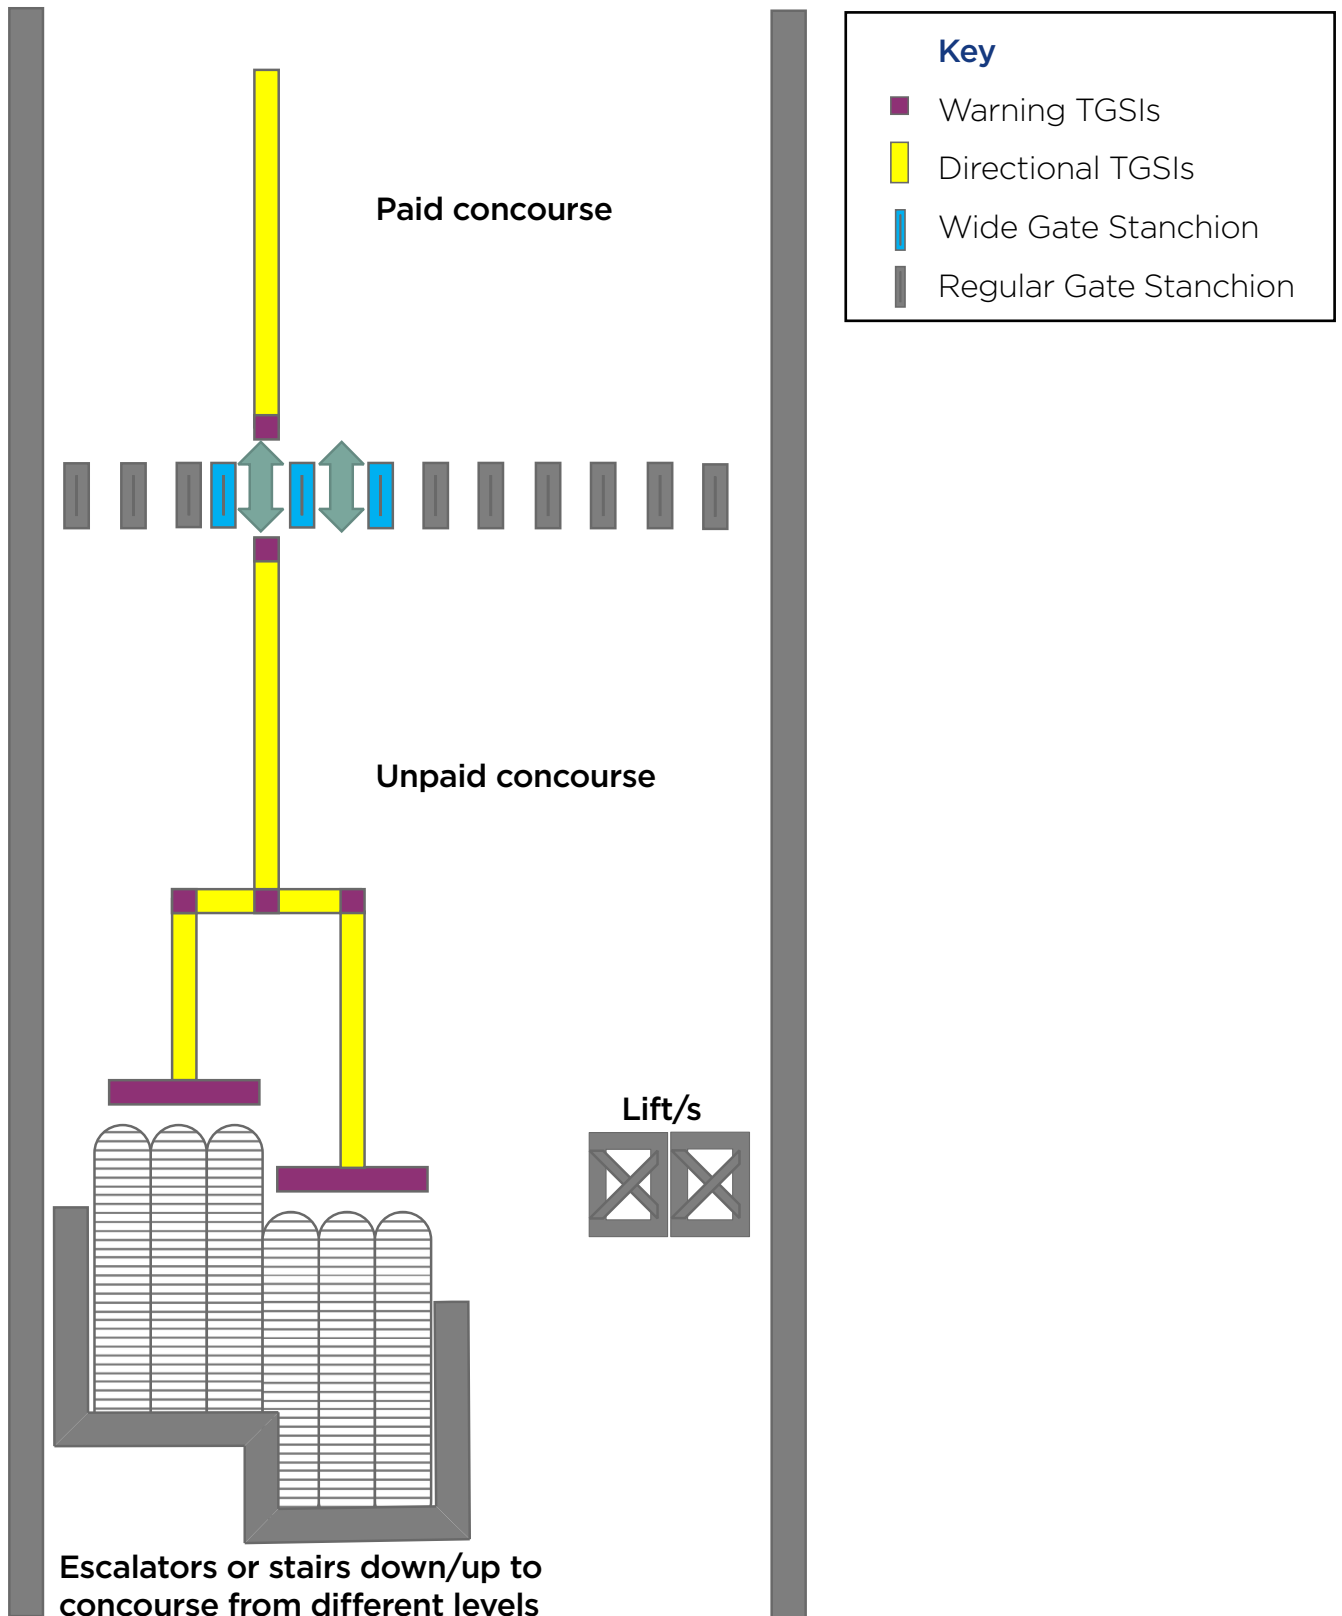 Key
Warning TGSIs
Directional TGSIs
Wide Gate Stanchion
Regular Gate Stanchion
Paid concourse
Unpaid concourse
Lift/s
Escalators or stairs down/up to
concourse from different levels